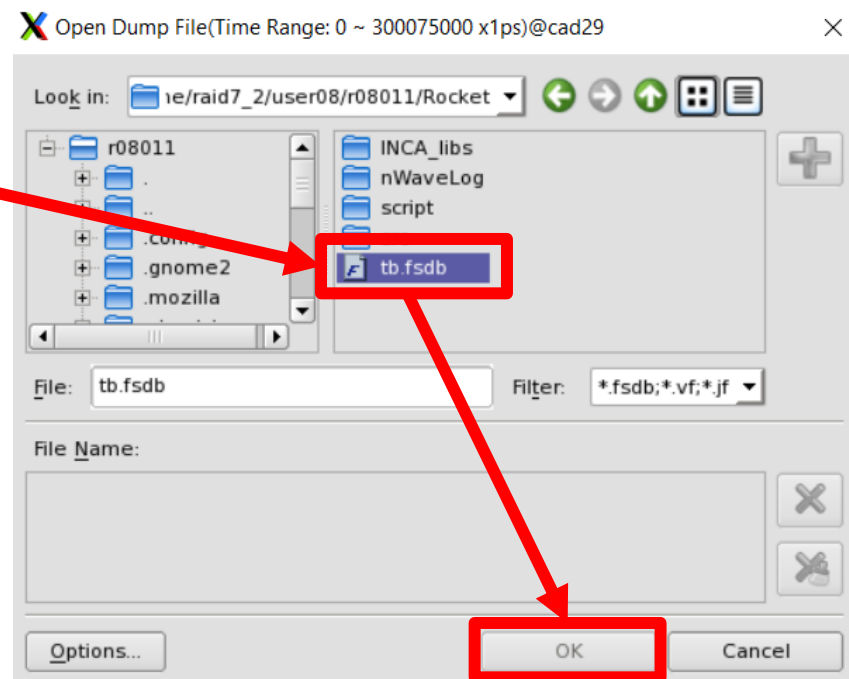 Open Dump File(Time Range: 0 ~ 300075000 x1ps)@cad29
Look in: ne/raid7_2/user08/r08011/Rocket
r08011
.
..
.config
.gnome2
.mozilla
INCA_libs
nWaveLog
script
tb.fsdb
File: tb.fsdb Filter: *.fsdb;*.vf;*.jf
File Name:
Options... OK Cancel